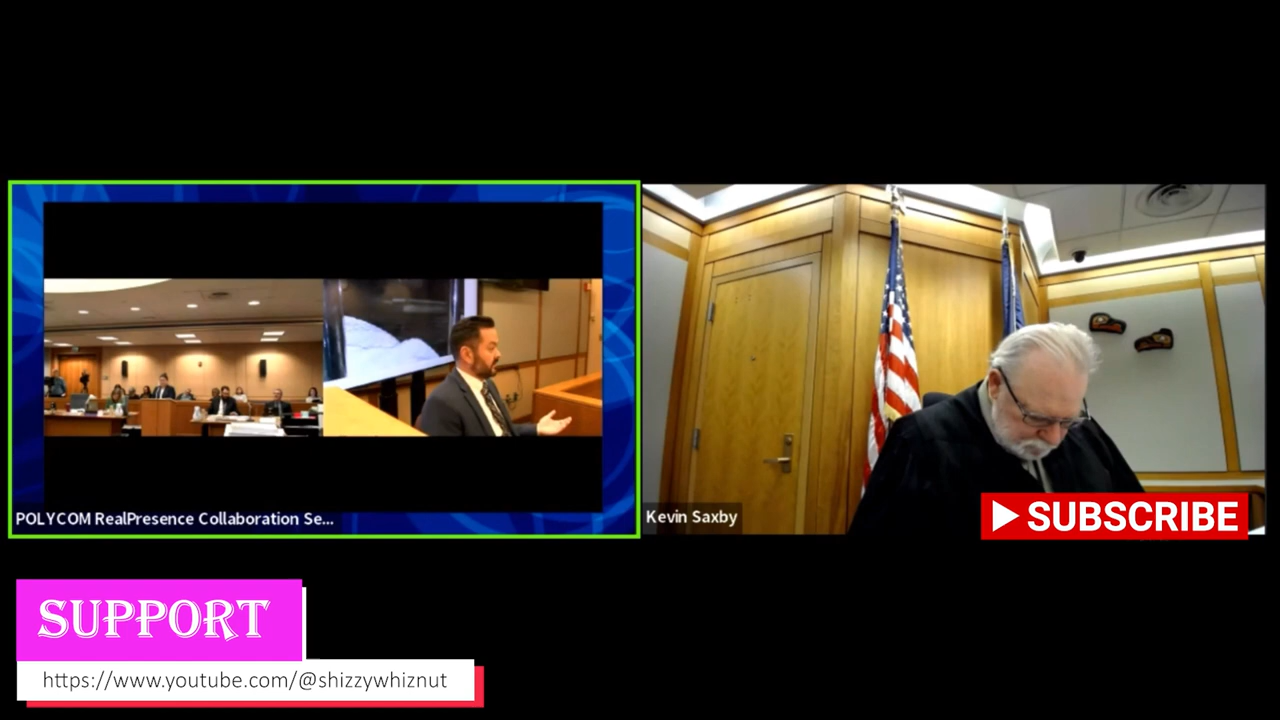 POLYCOM RealPresence Collaboration Se...
Kevin Saxby
SUBSCRIBE
SUPPORT
https://www.youtube.com/@shizzywhiznut